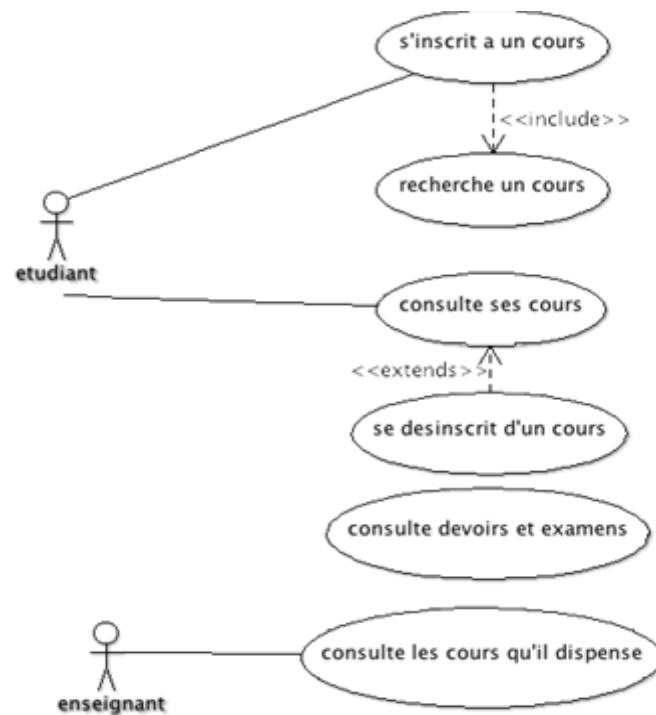 s'inscrit a un cours
<<include>>
recherche un cours
etudiant
consulte ses cours
<<extends>>
se desinscrit d'un cours
consulte devoirs et examens
consulte les cours qu'il dispense
enseignant